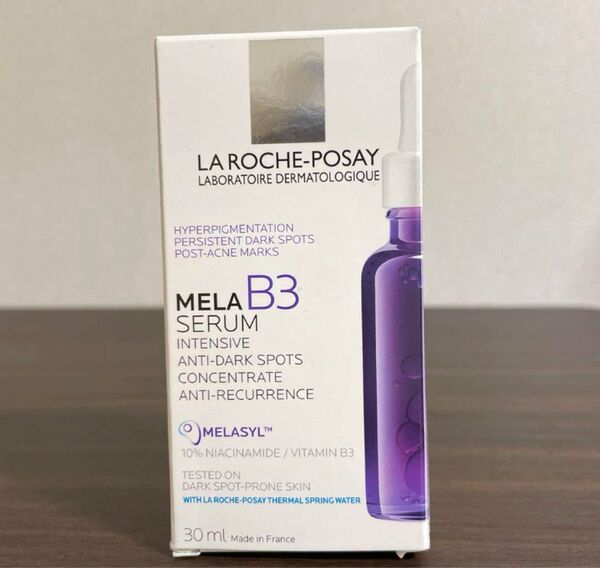 LA ROCHE-POSAY
LABORATOIRE DERMATOLOGIQUE
HYPERPIGMENTATION
PERSISTENT DARK SPOTS
POST-ACNE MARKS
MELA B3
SERUM
INTENSIVE
ANTI-DARK SPOTS
CONCENTRATE
ANTI-RECURRENCE
MELASYL™
10% NIACINAMIDE / VITAMIN B3
TESTED ON
DARK SPOT-PRONE SKIN
WITH LA ROCHE-POSAY THERMAL SPRING WATER
30 ml Made in France